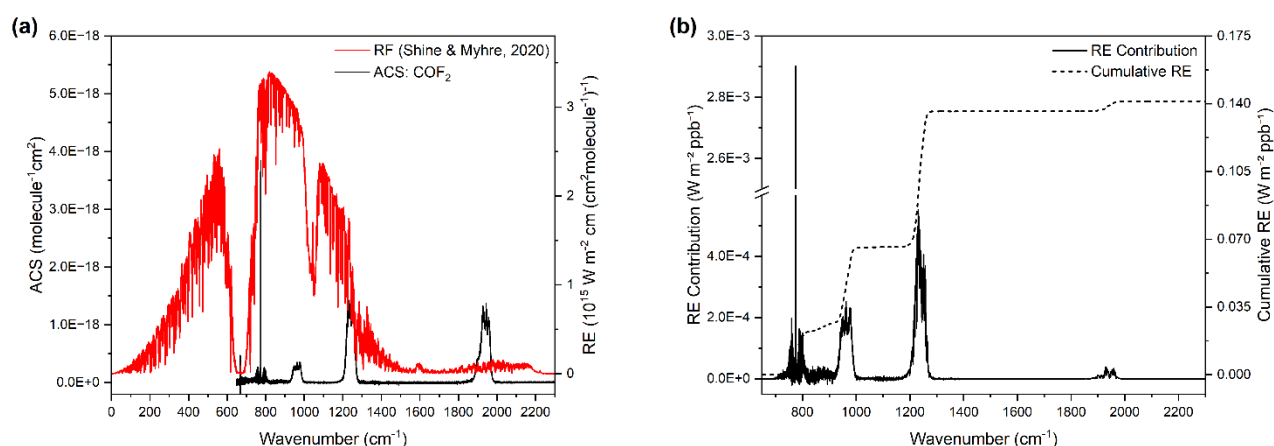 (a)
6.0E-18
5.0E-18
4.0E-18
3.0E-18
2.0E-18
1.0E-18
0.0E+0
ACS (molecule⁻¹cm²)
RF (Shine & Myhre, 2020)
ACS: COF₂
3
2
1
0
RE (10¹⁵ W m⁻² cm (cm²molecule⁻¹)⁻¹)
0 200 400 600 800 1000 1200 1400 1600 1800 2000 2200
Wavenumber (cm⁻¹)
(b)
3.0E-3
2.8E-3
2.6E-3
4.0E-4
2.0E-4
0.0E+0
RE Contribution (W m⁻² ppb⁻¹)
RE Contribution
Cumulative RE
0.175
0.140
0.105
0.070
0.035
0.000
Cumulative RE (W m⁻² ppb⁻¹)
800 1000 1200 1400 1600 1800 2000 2200
Wavenumber (cm⁻¹)